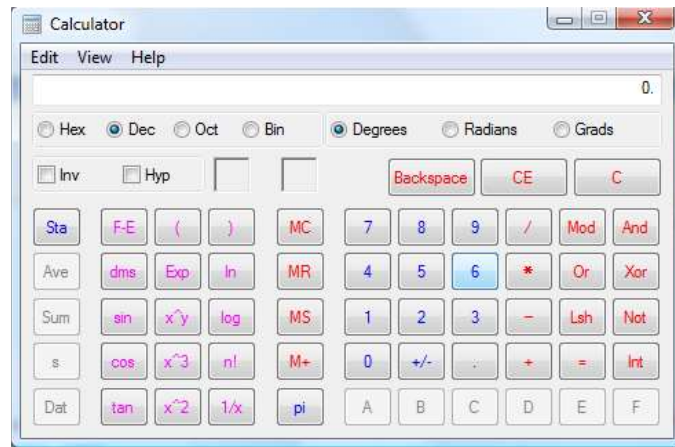 Calculator
Edit View Help
0.
Hex Dec Oct Bin Degrees Radians Grads
Inv Hyp Backspace CE C
Sta F-E ( ) MC 7 8 9 / Mod And
Ave dms Exp ln MR 4 5 6 * Or Xor
Sum sin x^y log MS 1 2 3 - Lsh Not
s cos x^3 n! M+ 0 +/- . + = Int
Dat tan x^2 1/x pi A B C D E F